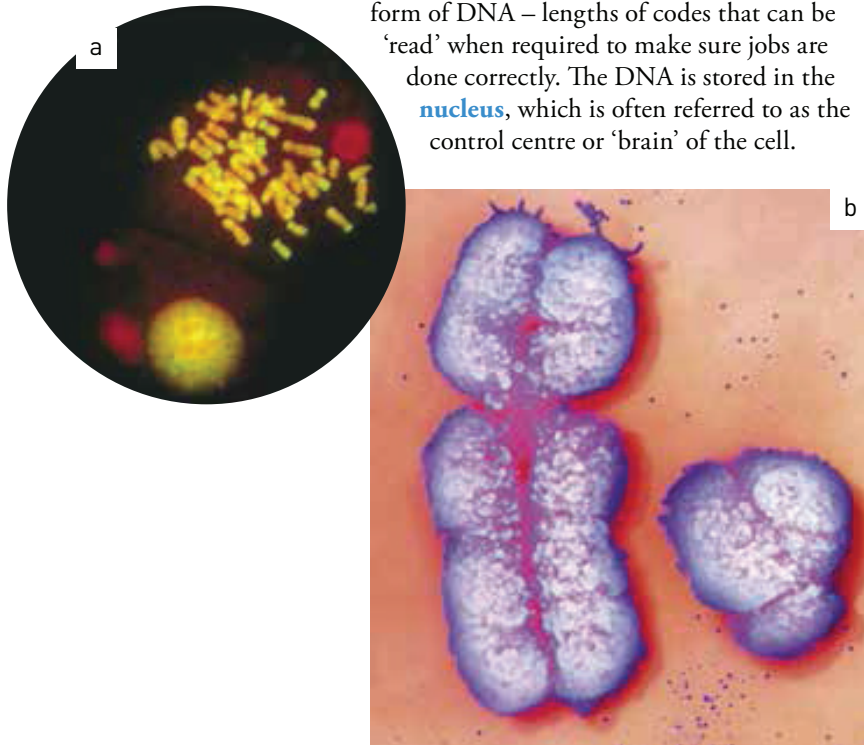 form of DNA – lengths of codes that can be
‘read’ when required to make sure jobs are
done correctly. The DNA is stored in the
nucleus, which is often referred to as the
control centre or ‘brain’ of the cell.
a
b